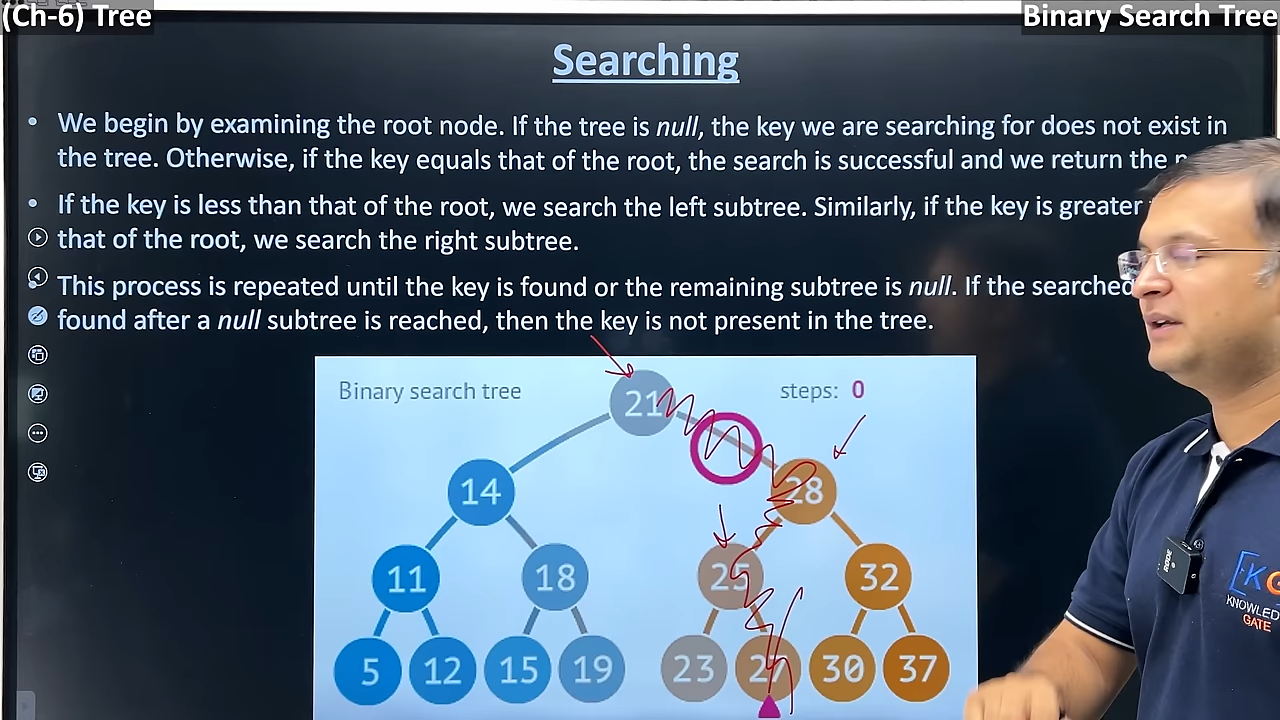 (Ch-6) Tree
Binary Search Tree
Searching
• We begin by examining the root node. If the tree is null, the key we are searching for does not exist in
the tree. Otherwise, if the key equals that of the root, the search is successful and we return the
• If the key is less than that of the root, we search the left subtree. Similarly, if the key is greater
that of the root, we search the right subtree.
This process is repeated until the key is found or the remaining subtree is null. If the searched
found after a null subtree is reached, then the key is not present in the tree.
Binary search tree
steps: 0
21
14
28
11
18
25
32
5
12
15
19
23
27
30
37
RODE
KG
KNOWLED
GATE